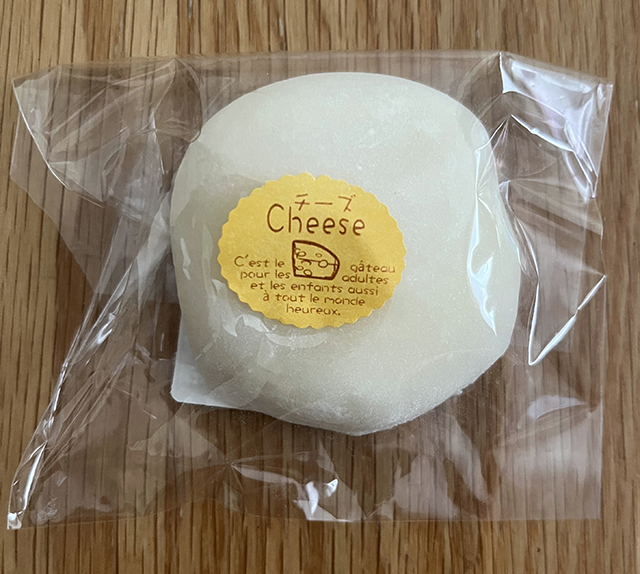 チーズ
Cheese
C'est le gâteau
pour les adultes
et les enfants aussi
à tout le monde
heureux.